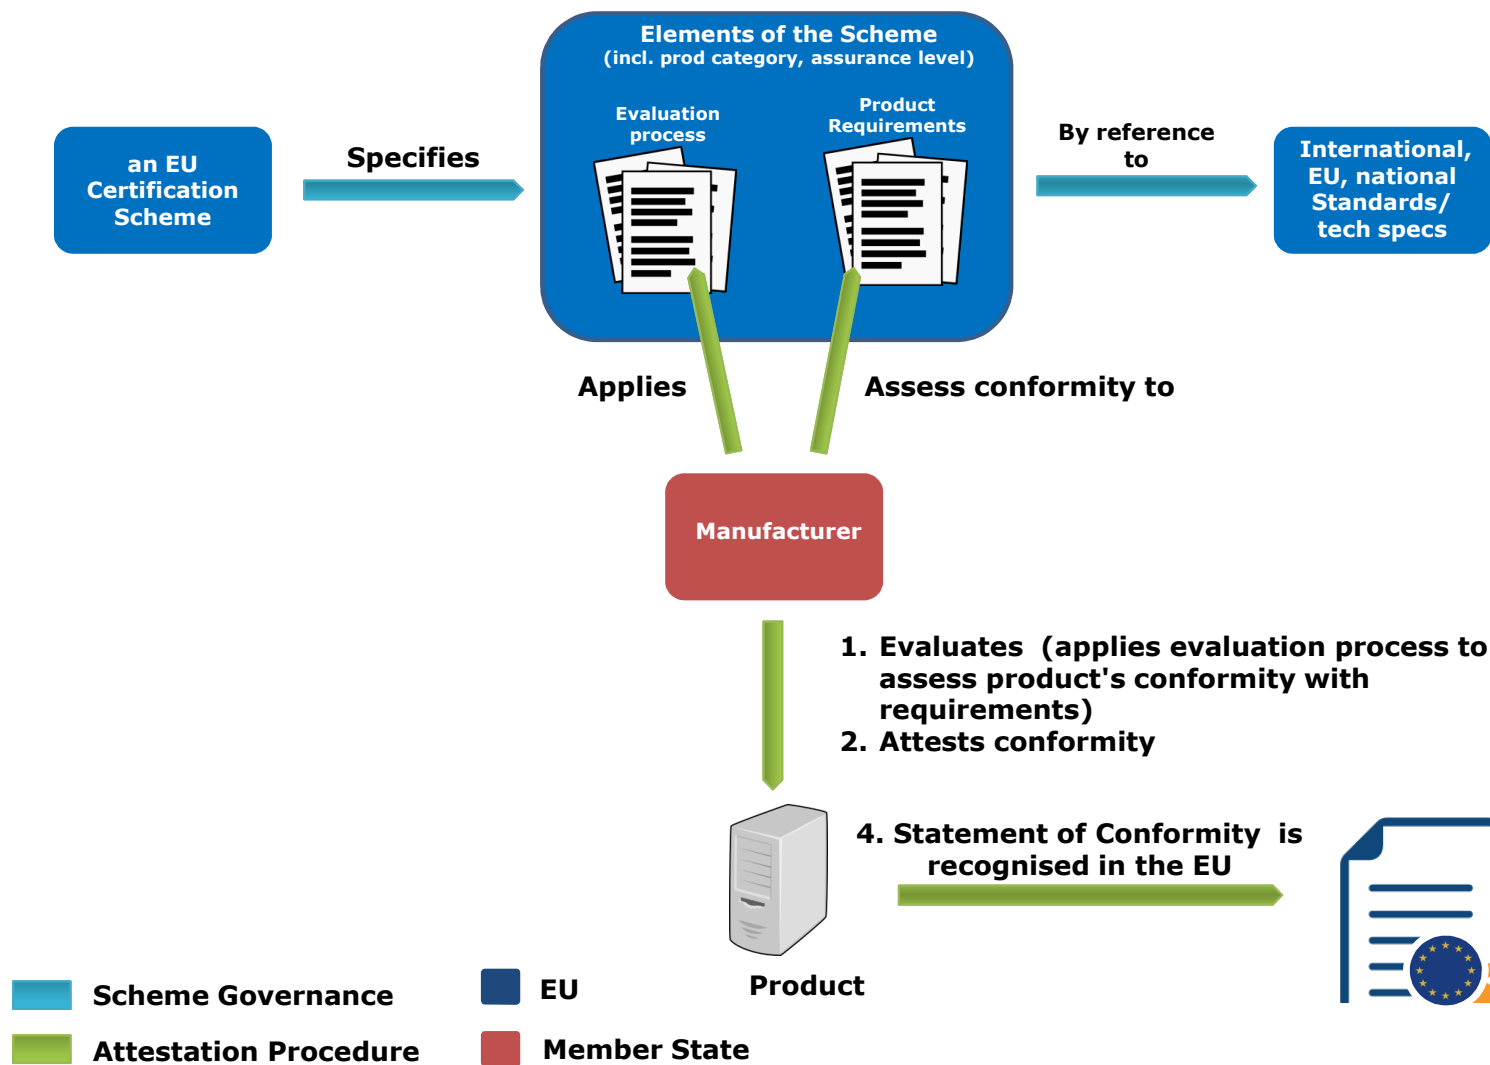 Elements of the Scheme
(incl. prod category, assurance level)
Evaluation
process
Product
Requirements
an EU
Certification
Scheme
Specifies
By reference
to
International,
EU, national
Standards/
tech specs
Applies
Assess conformity to
Manufacturer
1. Evaluates (applies evaluation process to
assess product's conformity with
requirements)
2. Attests conformity
4. Statement of Conformity is
recognised in the EU
Product
Scheme Governance
EU
Attestation Procedure
Member State